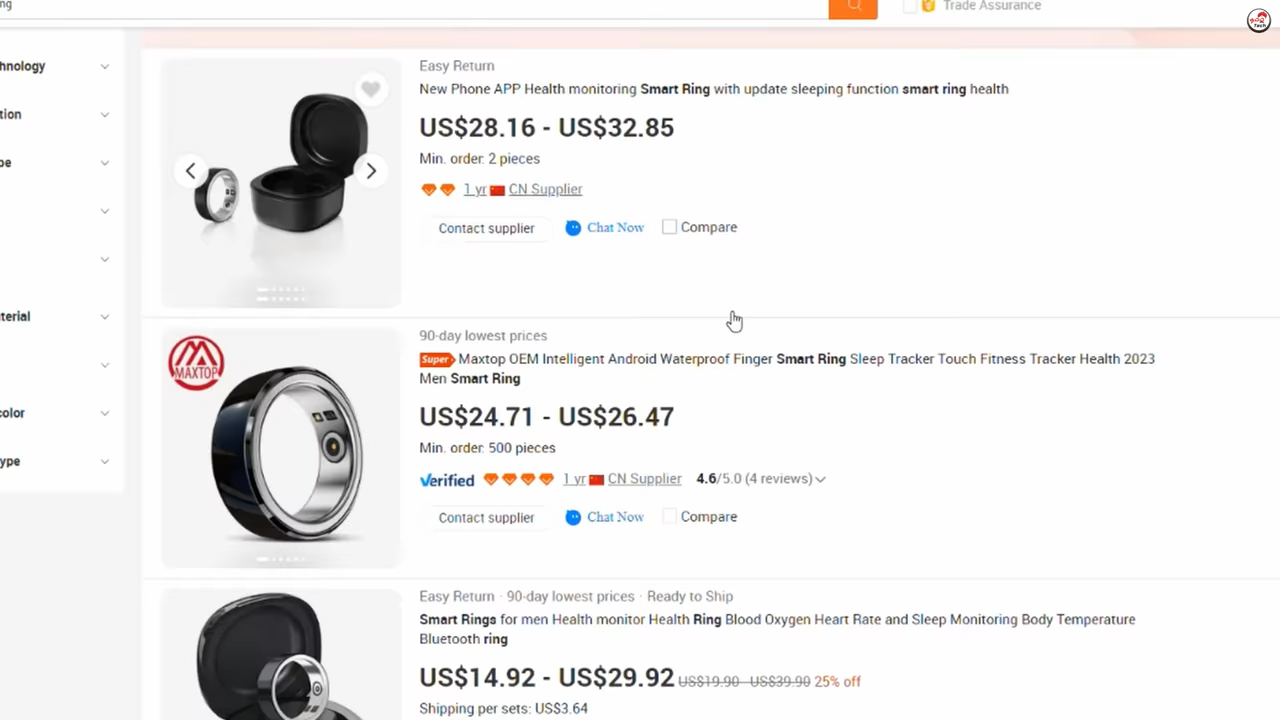 ng
Trade Assurance
hnology
tion
pe
terial
color
ype
Easy Return
New Phone APP Health monitoring Smart Ring with update sleeping function smart ring health
US$28.16 - US$32.85
Min. order: 2 pieces
1 yr CN Supplier
Contact supplier Chat Now Compare
MAXTOP
90-day lowest prices
Super Maxtop OEM Intelligent Android Waterproof Finger Smart Ring Sleep Tracker Touch Fitness Tracker Health 2023
Men Smart Ring
US$24.71 - US$26.47
Min. order: 500 pieces
Verified 1 yr CN Supplier 4.6/5.0 (4 reviews)
Contact supplier Chat Now Compare
Easy Return · 90-day lowest prices · Ready to Ship
Smart Rings for men Health monitor Health Ring Blood Oxygen Heart Rate and Sleep Monitoring Body Temperature
Bluetooth ring
US$14.92 - US$29.92 US$19.90 - US$39.90 25% off
Shipping per sets: US$3.64